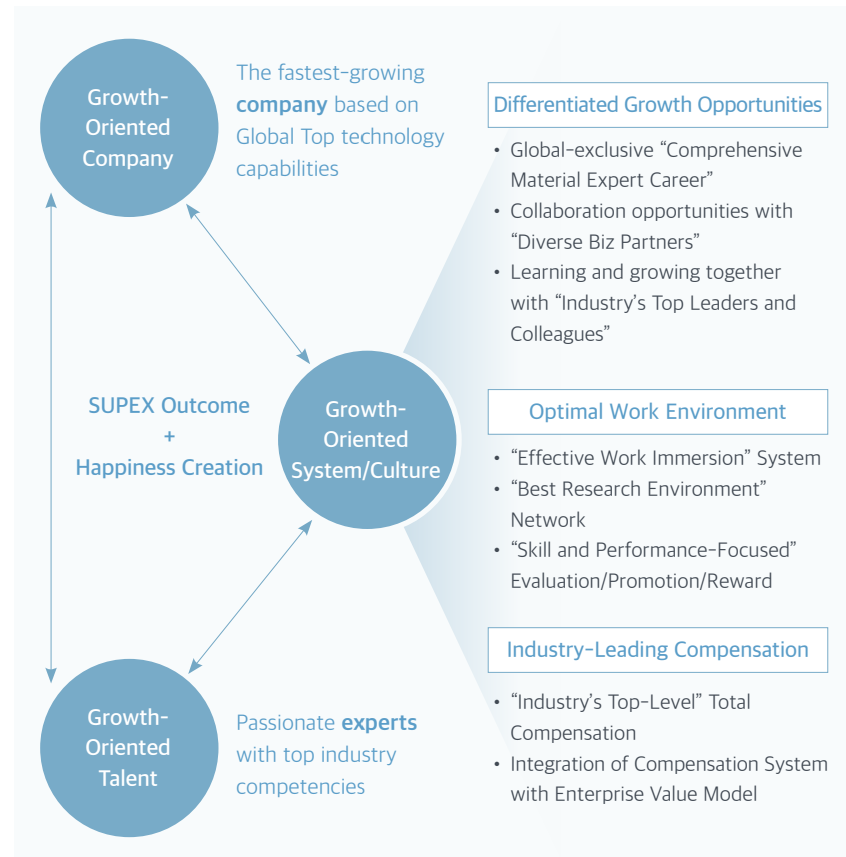 Growth-
Oriented
Company
The fastest-growing
company based on
Global Top technology
capabilities
SUPEX Outcome
+
Happiness Creation
Growth-
Oriented
System/Culture
Growth-
Oriented
Talent
Passionate experts
with top industry
competencies
Differentiated Growth Opportunities
• Global-exclusive “Comprehensive
Material Expert Career”
• Collaboration opportunities with
“Diverse Biz Partners”
• Learning and growing together
with “Industry’s Top Leaders and
Colleagues”
Optimal Work Environment
• “Effective Work Immersion” System
• “Best Research Environment”
Network
• “Skill and Performance-Focused”
Evaluation/Promotion/Reward
Industry-Leading Compensation
• “Industry’s Top-Level” Total
Compensation
• Integration of Compensation System
with Enterprise Value Model